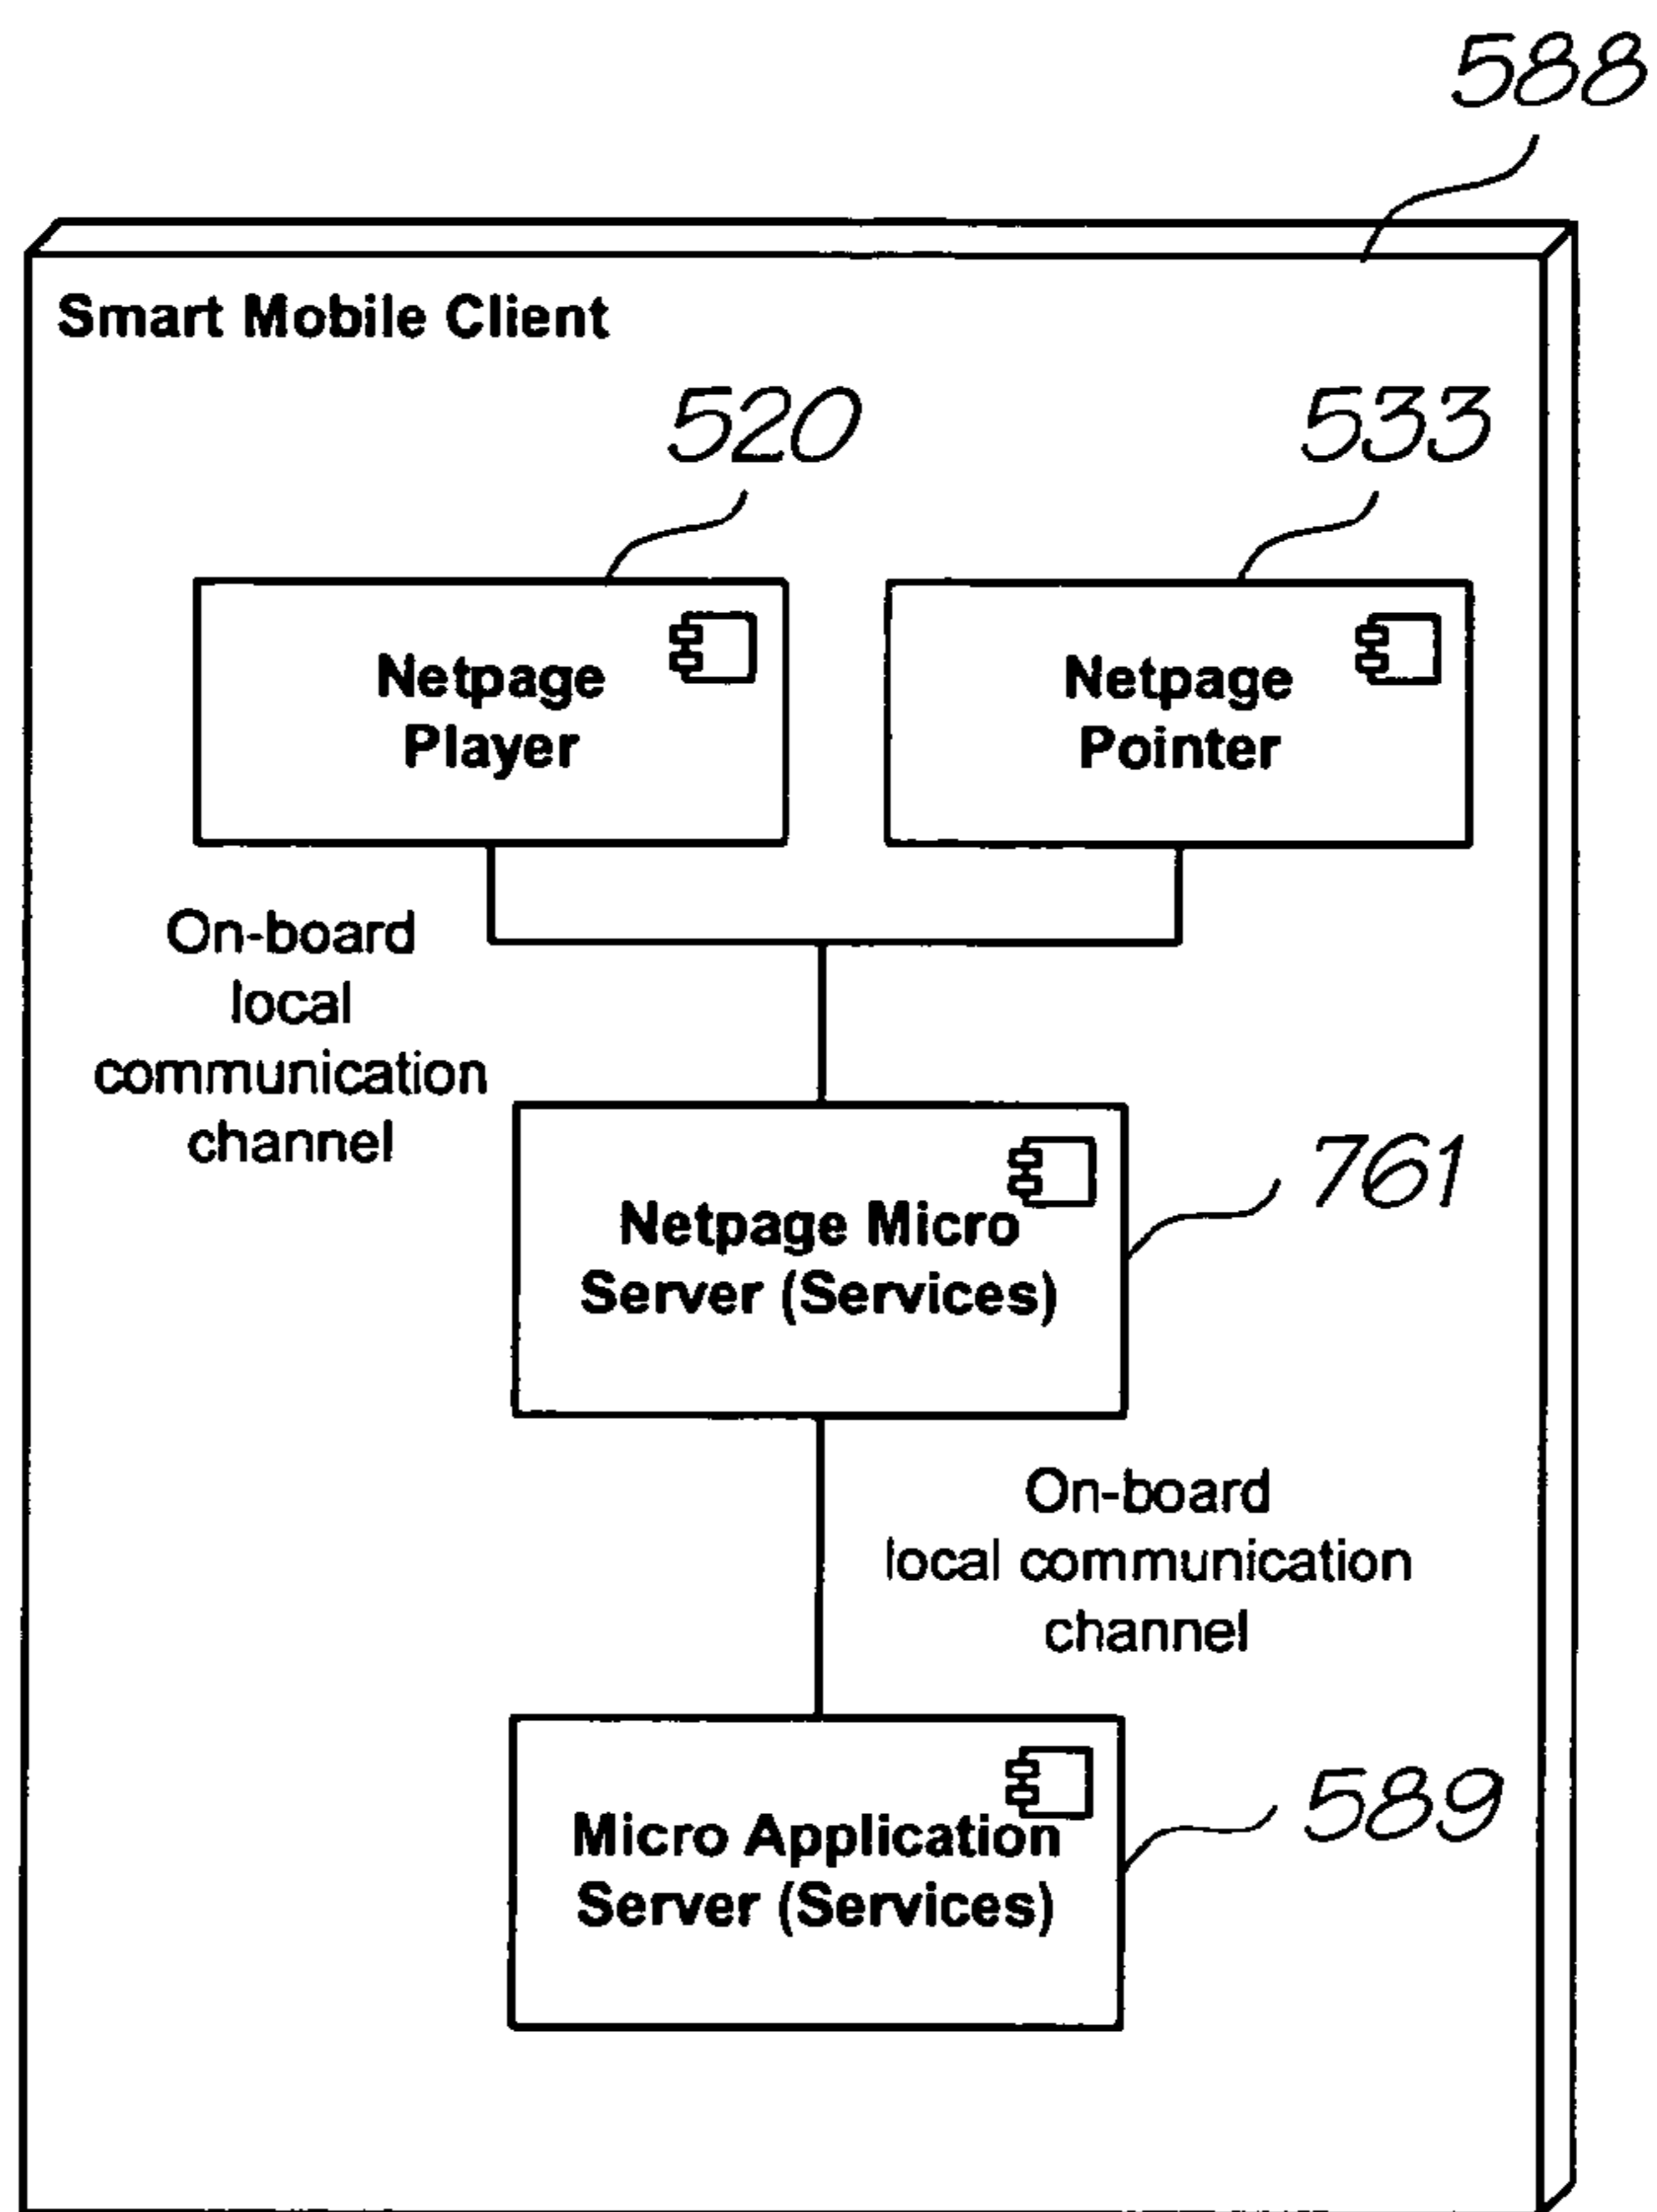 588
Smart Mobile Client
520
533
Netpage
Player
Netpage
Pointer
On-board
local
communication
channel
Netpage Micro
Server (Services)
761
On-board
local communication
channel
Micro Application
Server (Services)
589